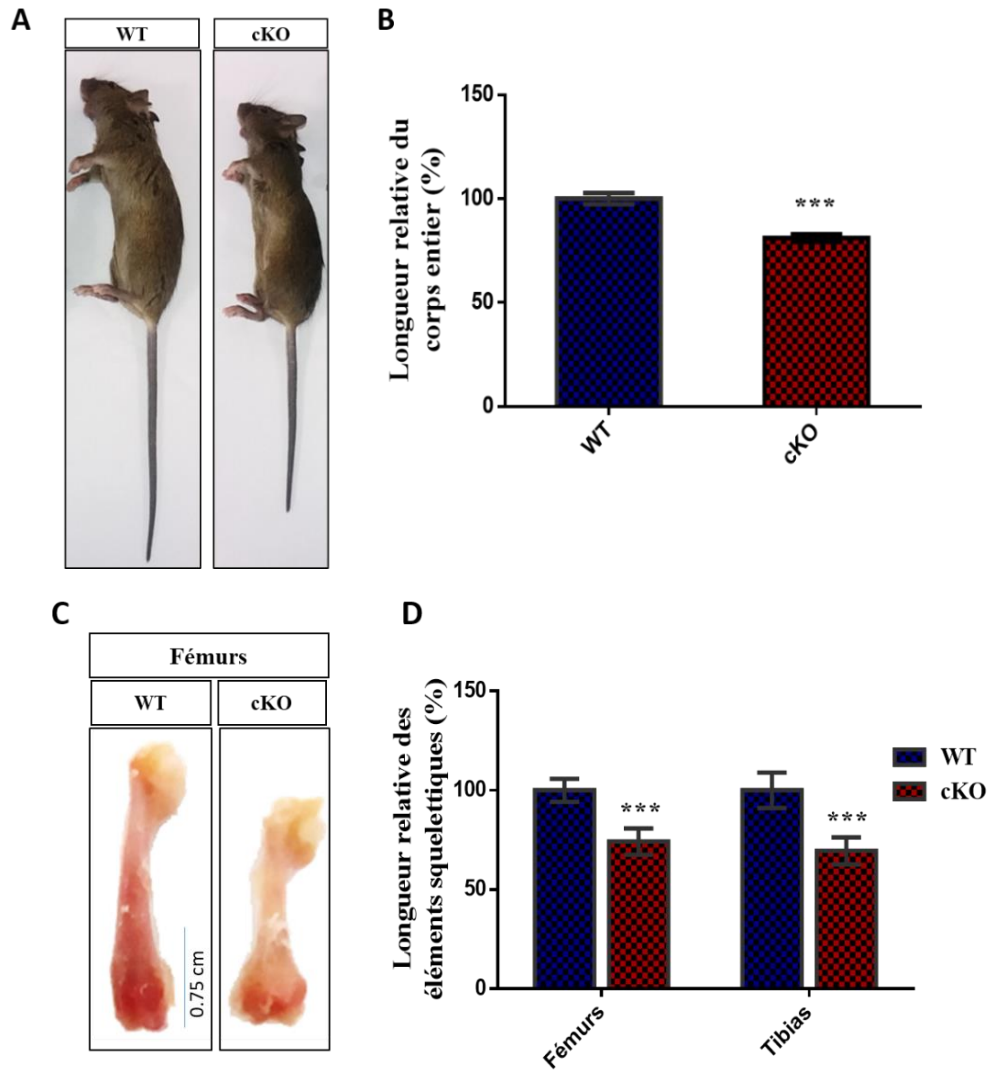 A
WT
cKO
B
Longueur relative du
corps entier (%)
150
100
50
0
***
WT
cKO
C
Fémurs
WT
cKO
0.75 cm
D
Longueur relative des
éléments squelettiques (%)
150
100
50
0
***
***
Fémurs
Tibias
WT
cKO